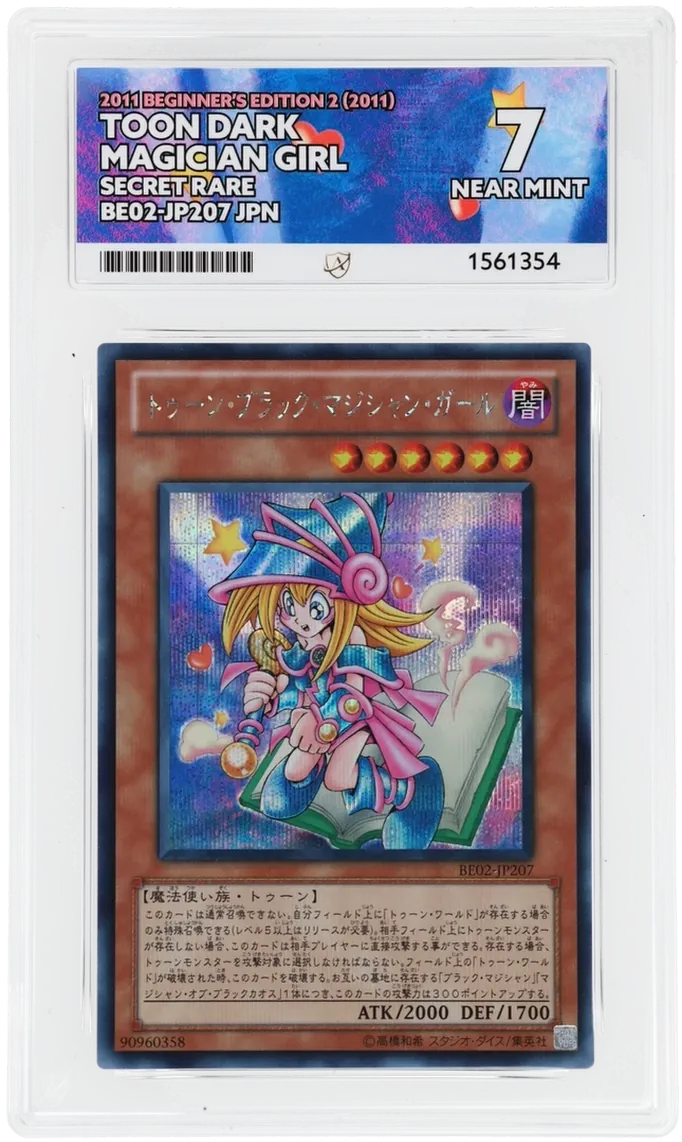 2011 BEGINNER'S EDITION 2 (2011)
TOON DARK
MAGICIAN GIRL
SECRET RARE
BE02-JP207 JPN
7
NEAR MINT
1561354
トゥーン・ブラック・マジシャン・ガール
やみ
闇
BE02-JP207
【魔法使い族・トゥーン】
このカードは通常召喚できない。自分フィールド上に「トゥーン・ワールド」が存在する場合
のみ特殊召喚できる(レベル5以上はリリースが必要)。相手フィールド上にトゥーンモンスター
が存在しない場合、このカードは相手プレイヤーに直接攻撃する事ができる。存在する場合、
トゥーンモンスターを攻撃対象に選択しなければならない。フィールド上の「トゥーン・ワール
ド」が破壊された時、このカードを破壊する。お互いの墓地に存在する「ブラック・マジシャン」「マ
ジシャン・オブ・ブラックカオス」1体につき、このカードの攻撃力は300ポイントアップする。
ATK/2000 DEF/1700
90960358
©高橋和希 スタジオ・ダイス/集英社